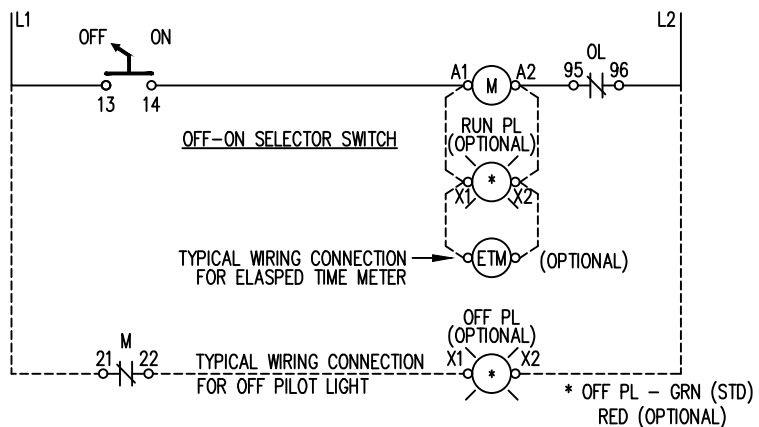 L1
L2
OFF ON
OL
A1 M A2 95 96
13 14
RUN PL
(OPTIONAL)
OFF-ON SELECTOR SWITCH
*
X1 X2
TYPICAL WIRING CONNECTION
FOR ELASPED TIME METER
ETM
(OPTIONAL)
OFF PL
(OPTIONAL)
M
21 22
TYPICAL WIRING CONNECTION
FOR OFF PILOT LIGHT
X1 X2
*
* OFF PL - GRN (STD)
RED (OPTIONAL)